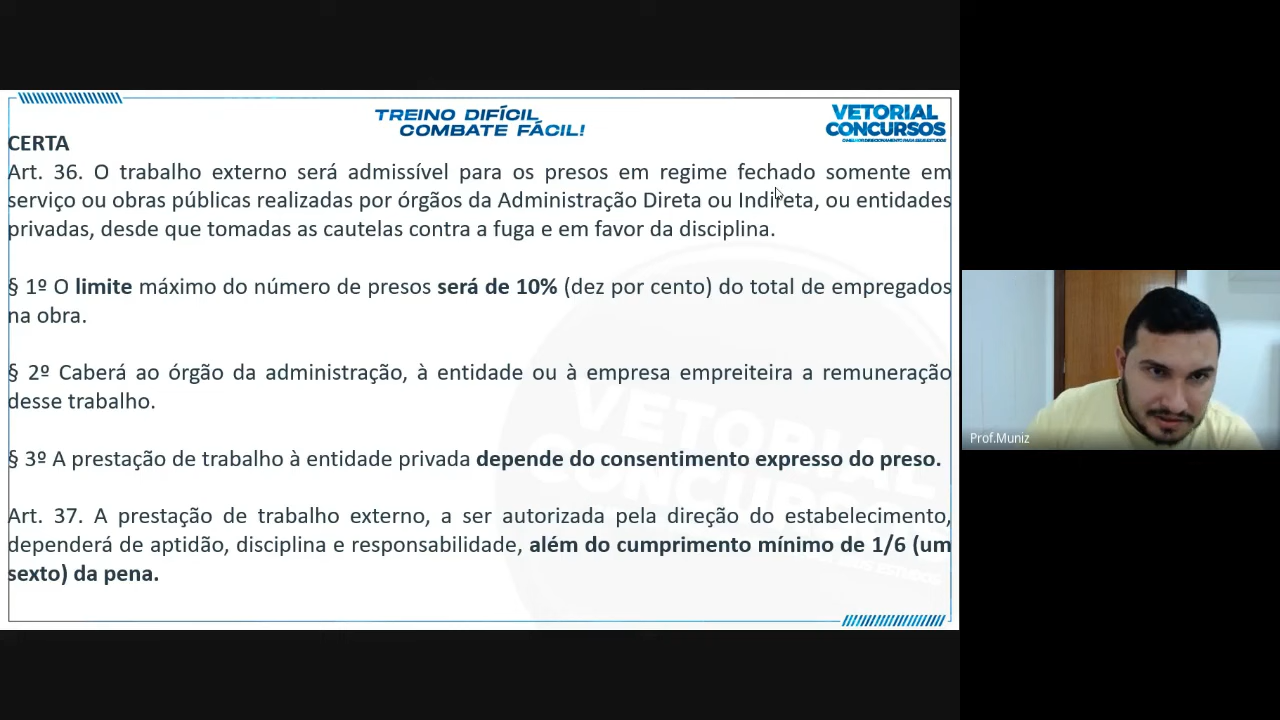 TREINO DIFÍCIL
COMBATE FÁCIL!
VETORIAL
CONCURSOS
CERTA
Art. 36. O trabalho externo será admissível para os presos em regime fechado somente em
serviço ou obras públicas realizadas por órgãos da Administração Direta ou Indireta, ou entidades
privadas, desde que tomadas as cautelas contra a fuga e em favor da disciplina.
§ 1º O limite máximo do número de presos será de 10% (dez por cento) do total de empregados
na obra.
§ 2º Caberá ao órgão da administração, à entidade ou à empresa empreiteira a remuneração
desse trabalho.
§ 3º A prestação de trabalho à entidade privada depende do consentimento expresso do preso.
Art. 37. A prestação de trabalho externo, a ser autorizada pela direção do estabelecimento,
dependerá de aptidão, disciplina e responsabilidade, além do cumprimento mínimo de 1/6 (um
sexto) da pena.
VETORIAL
CONCURSOS
SEUS ESTUDOS
Prof.Muniz